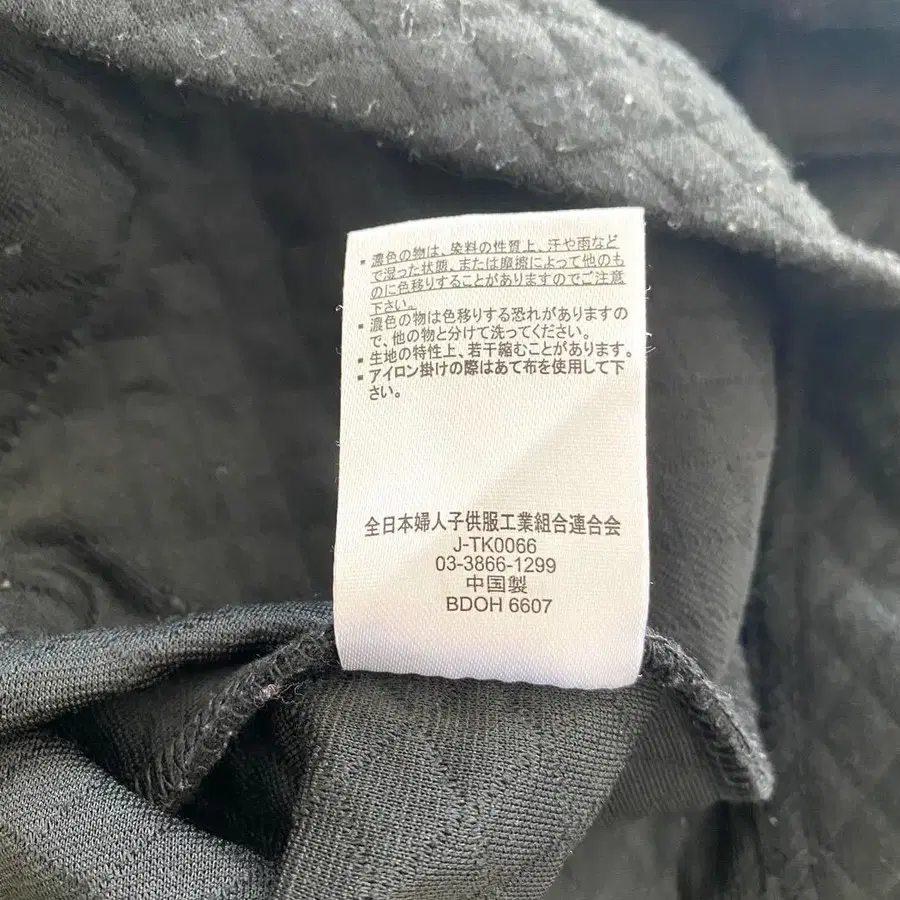 ▪濃色の物は、染料の性質上、汗や雨など
で湿った状態、または摩擦によって他のも
のに色移りすることがありますのでご注意
下さい。
▪濃色の物は色移りする恐れがありますの
で、他の物と分けて洗ってください。
▪生地の特性上、若干縮むことがあります。
▪アイロン掛けの際はあて布を使用して下
さい。
全日本婦人子供服工業組合連合会
J-TK0066
03-3866-1299
中国製
BDOH 6607